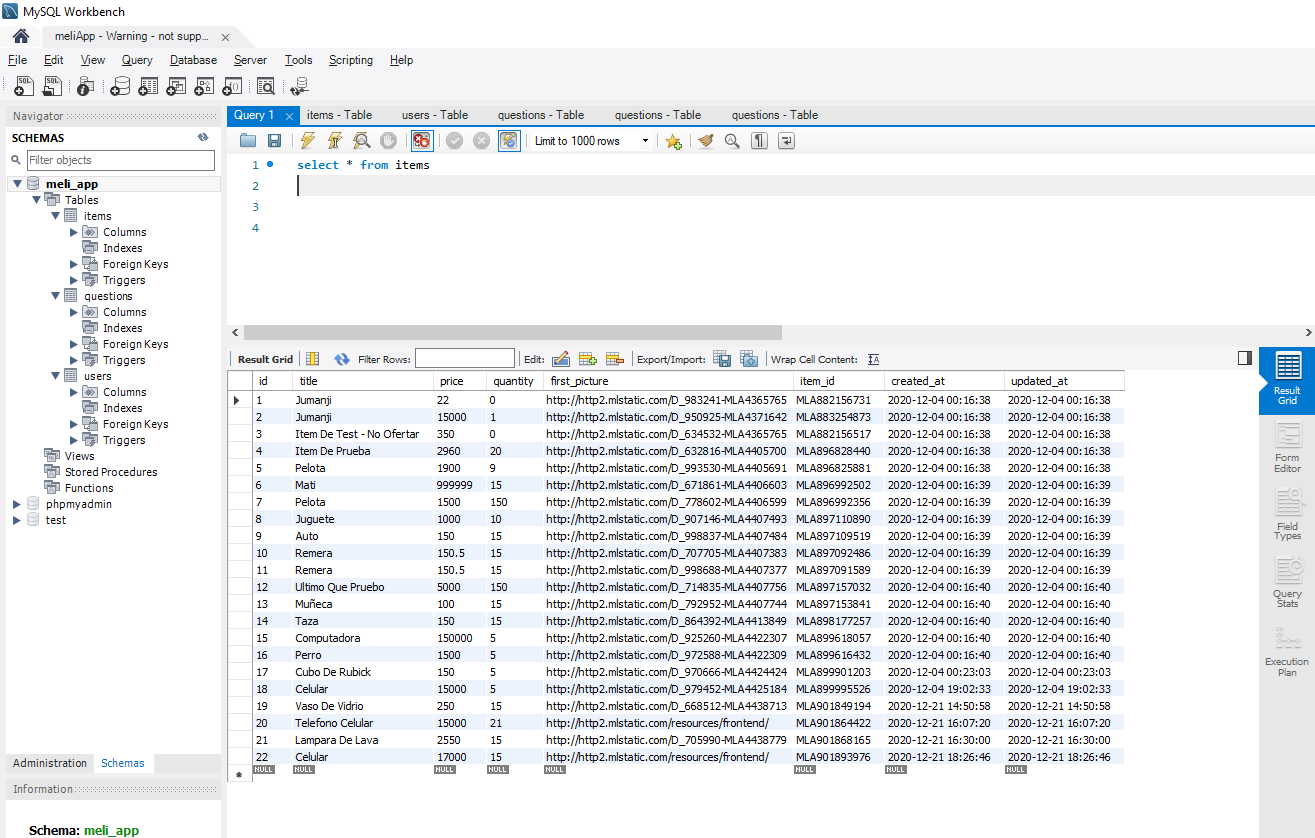 MySQL Workbench
meliApp - Warning - not supp...
File Edit View Query Database Server Tools Scripting Help
Navigator
SCHEMAS
Filter objects
meli_app
Tables
items
Columns
Indexes
Foreign Keys
Triggers
questions
Columns
Indexes
Foreign Keys
Triggers
users
Columns
Indexes
Foreign Keys
Triggers
Views
Stored Procedures
Functions
phpmyadmin
test
Administration Schemas
Information
Schema: meli_app
Query 1 items - Table users - Table questions - Table questions - Table questions - Table
Limit to 1000 rows
1 select * from items
2
3
4
Result Grid Filter Rows: Edit: Export/Import: Wrap Cell Content:
id title price quantity first_picture item_id created_at updated_at
1 Jumanji 22 0 http://http2.mlstatic.com/D_983241-MLA4365765 MLA882156731 2020-12-04 00:16:38 2020-12-04 00:16:38
2 Jumanji 15000 1 http://http2.mlstatic.com/D_950925-MLA4371642 MLA883254873 2020-12-04 00:16:38 2020-12-04 00:16:38
3 Item De Test - No Ofertar 350 0 http://http2.mlstatic.com/D_634532-MLA4365765 MLA882156517 2020-12-04 00:16:38 2020-12-04 00:16:38
4 Item De Prueba 2960 20 http://http2.mlstatic.com/D_632816-MLA4405700 MLA896828440 2020-12-04 00:16:38 2020-12-04 00:16:38
5 Pelota 1900 9 http://http2.mlstatic.com/D_993530-MLA4405691 MLA896825881 2020-12-04 00:16:38 2020-12-04 00:16:38
6 Mati 999999 15 http://http2.mlstatic.com/D_671861-MLA4406603 MLA896992502 2020-12-04 00:16:39 2020-12-04 00:16:39
7 Pelota 1500 150 http://http2.mlstatic.com/D_778602-MLA4406599 MLA896992356 2020-12-04 00:16:39 2020-12-04 00:16:39
8 Juguete 1000 10 http://http2.mlstatic.com/D_907146-MLA4407493 MLA897110890 2020-12-04 00:16:39 2020-12-04 00:16:39
9 Auto 150 15 http://http2.mlstatic.com/D_998837-MLA4407484 MLA897109519 2020-12-04 00:16:39 2020-12-04 00:16:39
10 Remera 150.5 15 http://http2.mlstatic.com/D_707705-MLA4407383 MLA897092486 2020-12-04 00:16:39 2020-12-04 00:16:39
11 Remera 150.5 15 http://http2.mlstatic.com/D_998688-MLA4407377 MLA897091589 2020-12-04 00:16:39 2020-12-04 00:16:39
12 Ultimo Que Pruebo 5000 150 http://http2.mlstatic.com/D_714835-MLA4407756 MLA897157032 2020-12-04 00:16:40 2020-12-04 00:16:40
13 Muñeca 100 15 http://http2.mlstatic.com/D_792952-MLA4407744 MLA897153841 2020-12-04 00:16:40 2020-12-04 00:16:40
14 Taza 150 15 http://http2.mlstatic.com/D_864392-MLA4413849 MLA898177257 2020-12-04 00:16:40 2020-12-04 00:16:40
15 Computadora 150000 5 http://http2.mlstatic.com/D_925260-MLA4422307 MLA899618057 2020-12-04 00:16:40 2020-12-04 00:16:40
16 Perro 1500 5 http://http2.mlstatic.com/D_972588-MLA4422309 MLA899616432 2020-12-04 00:16:40 2020-12-04 00:16:40
17 Cubo De Rubick 150 5 http://http2.mlstatic.com/D_970666-MLA4424424 MLA899901203 2020-12-04 00:23:03 2020-12-04 00:23:03
18 Celular 15000 5 http://http2.mlstatic.com/D_979452-MLA4425184 MLA899995526 2020-12-04 19:02:33 2020-12-04 19:02:33
19 Vaso De Vidrio 250 15 http://http2.mlstatic.com/D_668512-MLA4438713 MLA901849194 2020-12-21 14:50:58 2020-12-21 14:50:58
20 Telefono Celular 15000 21 http://http2.mlstatic.com/resources/frontend/ MLA901864422 2020-12-21 16:07:20 2020-12-21 16:07:20
21 Lampara De Lava 2550 15 http://http2.mlstatic.com/D_705990-MLA4438779 MLA901868165 2020-12-21 16:30:00 2020-12-21 16:30:00
22 Celular 17000 15 http://http2.mlstatic.com/resources/frontend/ MLA901893976 2020-12-21 18:26:46 2020-12-21 18:26:46
NULL NULL NULL NULL NULL NULL NULL NULL
Result
Grid
Form
Editor
Field
Types
Query
Stats
Execution
Plan